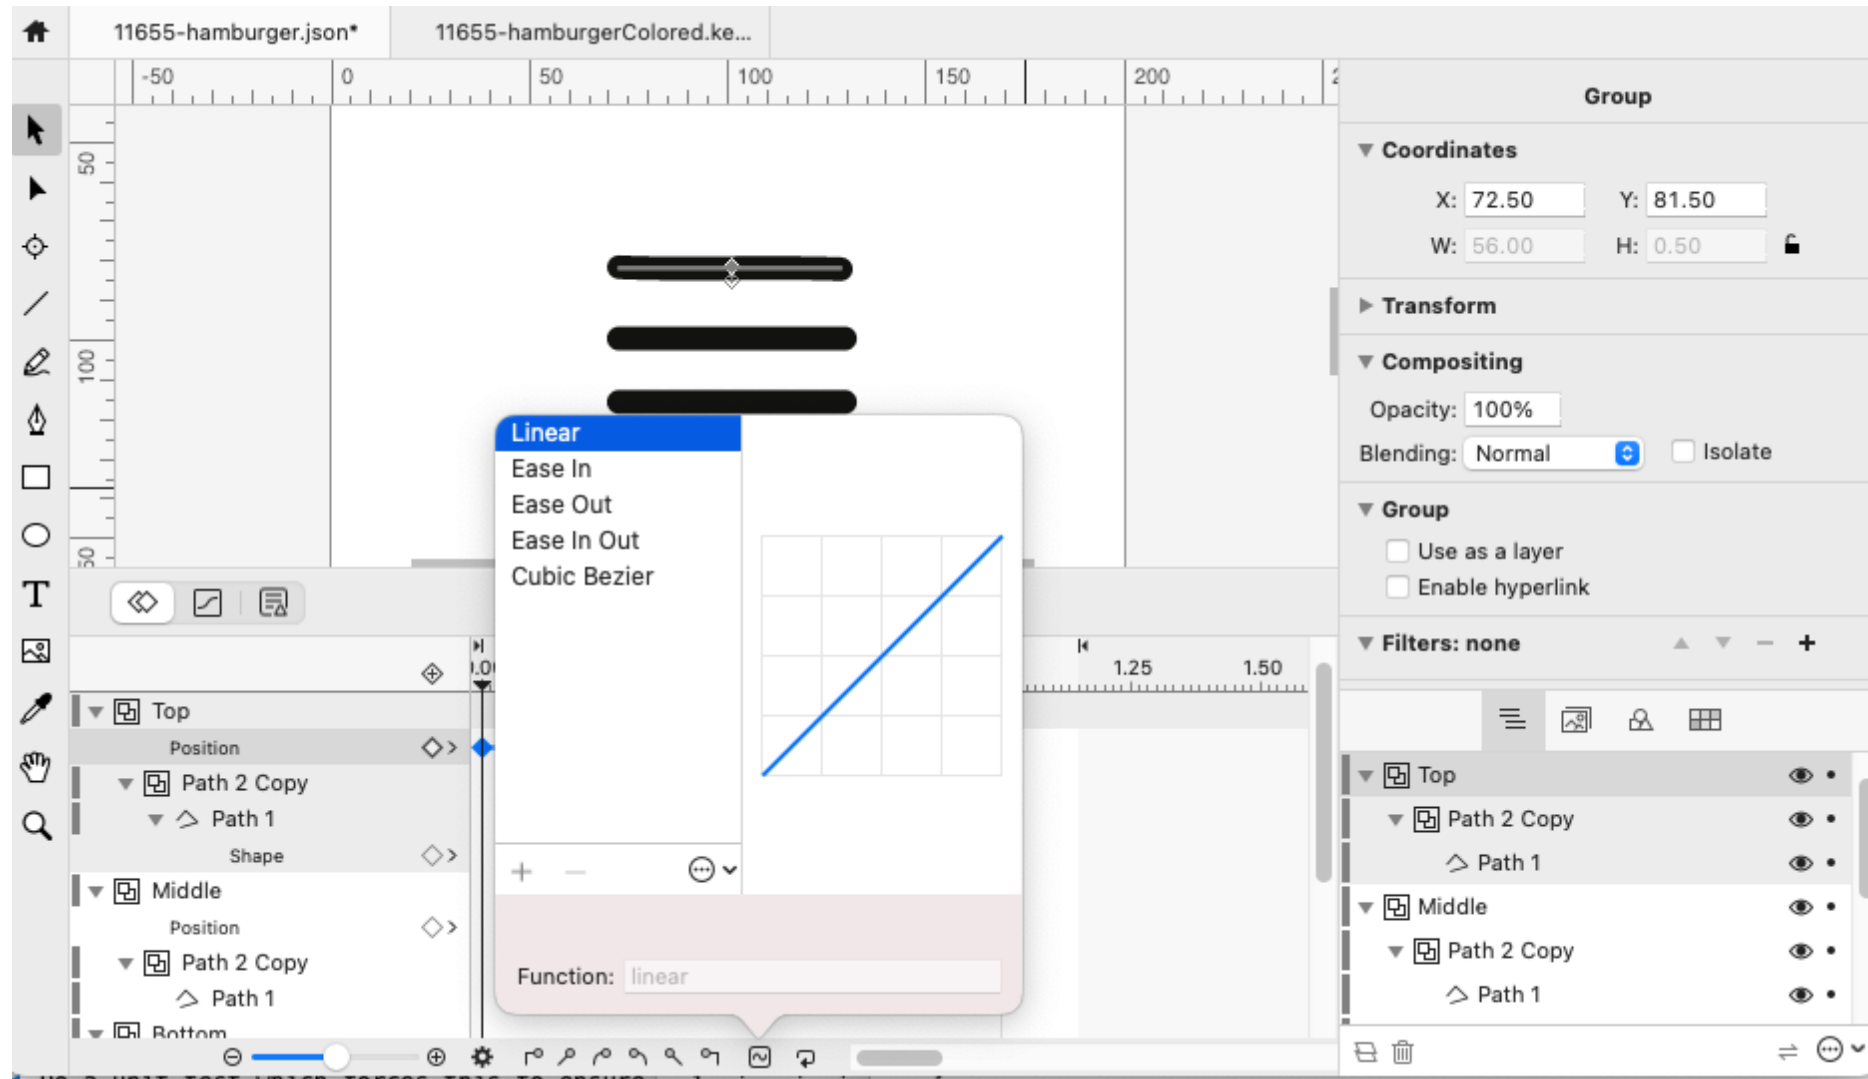 11655-hamburger.json*
11655-hamburgerColored.ke...
-50 0 50 100 150 200
50
100
Group
Coordinates
X: 72.50 Y: 81.50
W: 56.00 H: 0.50
Transform
Compositing
Opacity: 100%
Blending: Normal Isolate
Group
Use as a layer
Enable hyperlink
Filters: none
Linear
Ease In
Ease Out
Ease In Out
Cubic Bezier
Function: linear
1.25 1.50
Top
Position
Path 2 Copy
Path 1
Shape
Middle
Position
Path 2 Copy
Path 1
Bottom
Top
Path 2 Copy
Path 1
Middle
Path 2 Copy
Path 1